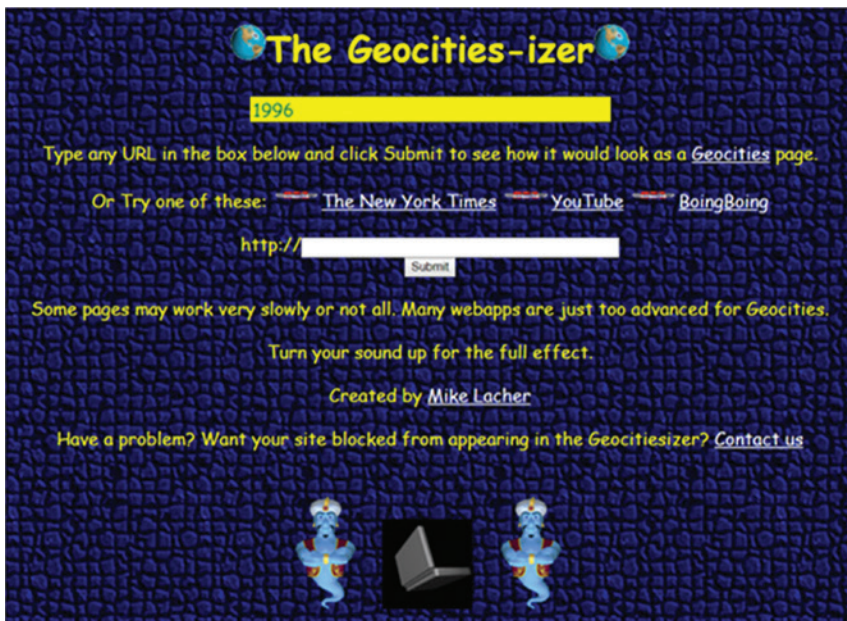 The Geocities-izer
1996
Type any URL in the box below and click Submit to see how it would look as a Geocities page.
Or Try one of these: The New York Times YouTube BoingBoing
http://
Submit
Some pages may work very slowly or not all. Many webapps are just too advanced for Geocities.
Turn your sound up for the full effect.
Created by Mike Lacher
Have a problem? Want your site blocked from appearing in the Geocitiesizer? Contact us